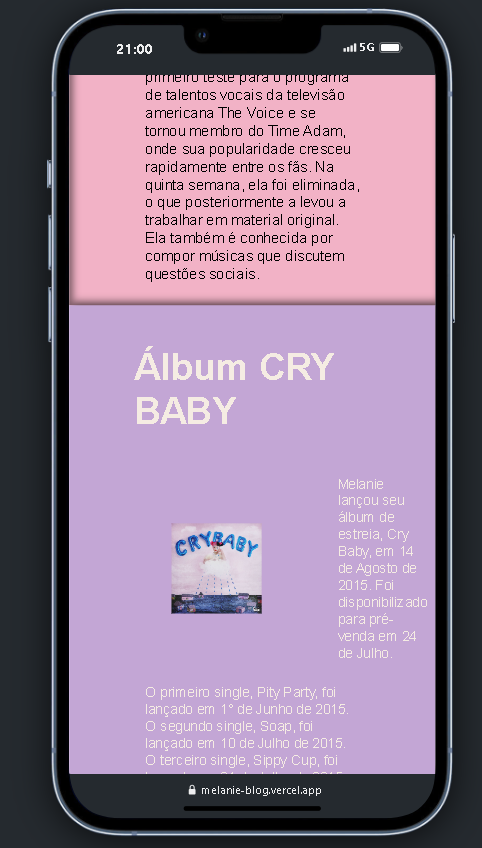 21:00
5G
primeiro teste para o programa
de talentos vocais da televisão
americana The Voice e se
tornou membro do Time Adam,
onde sua popularidade cresceu
rapidamente entre os fãs. Na
quinta semana, ela foi eliminada,
o que posteriormente a levou a
trabalhar em material original.
Ela também é conhecida por
compor músicas que discutem
questões sociais.
Álbum CRY
BABY
Melanie
lançou seu
álbum de
estreia, Cry
Baby, em 14
de Agosto de
2015. Foi
disponibilizado
para pré-
venda em 24
de Julho.
CRYBABY
O primeiro single, Pity Party, foi
lançado em 1° de Junho de 2015.
O segundo single, Soap, foi
lançado em 10 de Julho de 2015.
O terceiro single, Sippy Cup, foi
melanie-blog.vercel.app